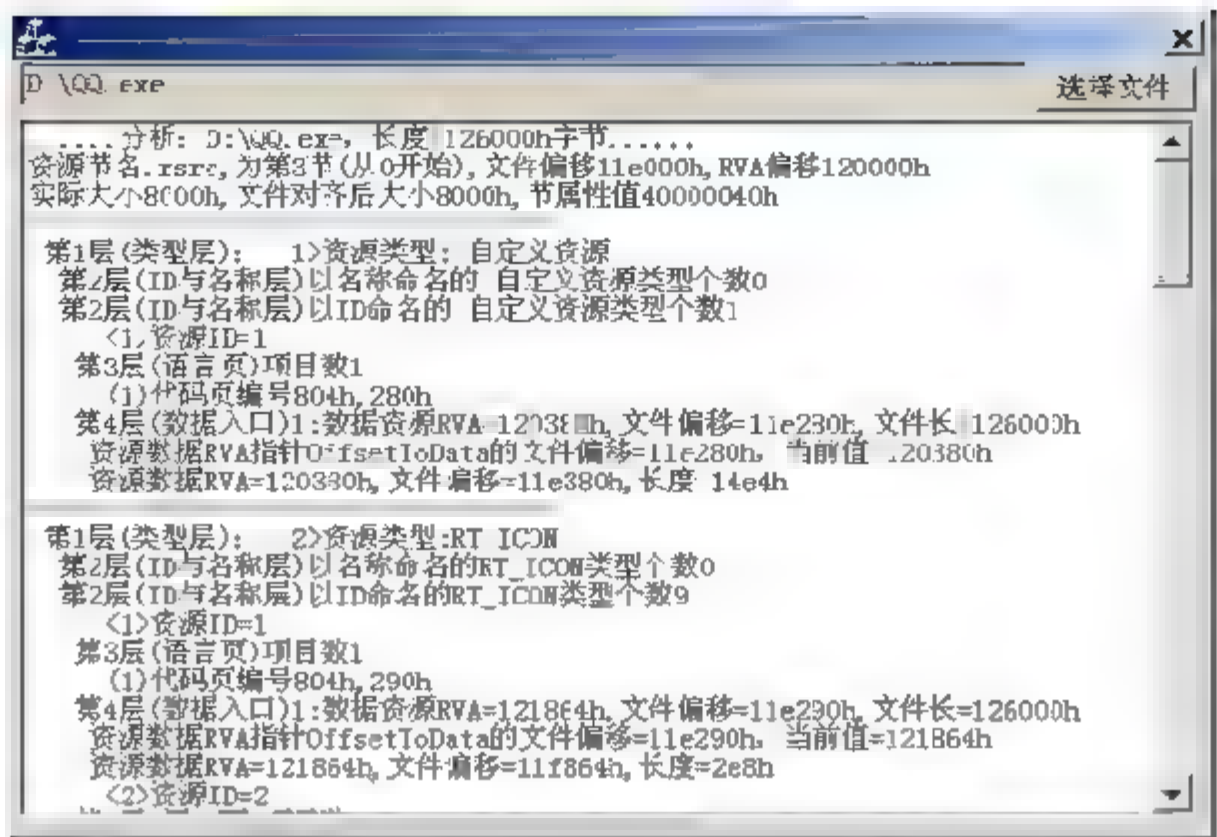 D:\QQ.exe
选择文件
....分析: D:\QQ.exe, 长度 126000h字节......
资源节名.rsrc, 为第3节(从0开始), 文件偏移11e000h, RVA偏移120000h
实际大小8000h, 文件对齐后大小8000h, 节属性值40000040h
第1层(类型层): 1>资源类型: 自定义资源
第2层(ID与名称层)以名称命名的 自定义资源类型个数0
第2层(ID与名称层)以ID命名的 自定义资源类型个数1
<1>资源ID=1
第3层(语言页)项目数1
(1)代码页编号804h,280h
第4层(数据入口)1:数据资源RVA=120380h, 文件偏移=11e280h, 文件长=126000h
资源数据RVA指针OffsetToData的文件偏移=11e280h, 当前值=120380h
资源数据RVA=120380h, 文件偏移=11e380h, 长度=14e4h
第1层(类型层): 2>资源类型:RT_ICON
第2层(ID与名称层)以名称命名的RT_ICON类型个数0
第2层(ID与名称层)以ID命名的RT_ICON类型个数9
<1>资源ID=1
第3层(语言页)项目数1
(1)代码页编号804h,290h
第4层(数据入口)1:数据资源RVA=121864h, 文件偏移=11e290h, 文件长=126000h
资源数据RVA指针OffsetToData的文件偏移=11e290h, 当前值=121864h
资源数据RVA=121864h, 文件偏移=11f864h, 长度=2e8h
<2>资源ID=2